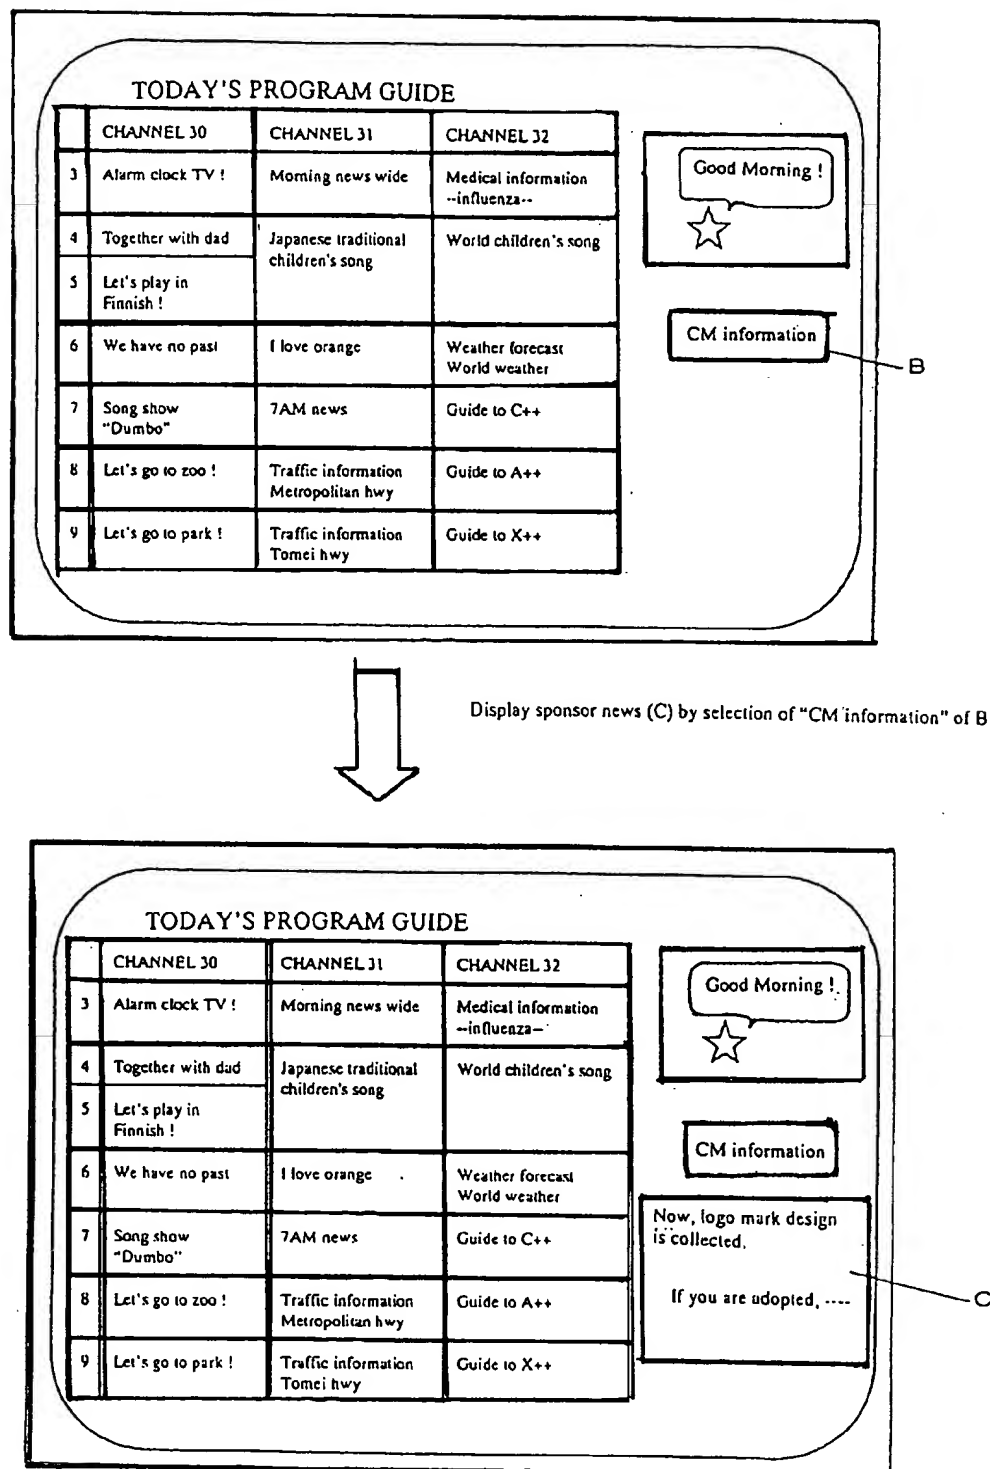 TODAY'S PROGRAM GUIDE
CHANNEL 30 CHANNEL 31 CHANNEL 32
3 Alarm clock TV ! Morning news wide Medical information
--influenza--
4 Together with dad Japanese traditional World children's song
children's song
5 Let's play in
Finnish !
6 We have no past I love orange Weather forecast
World weather
7 Song show 7AM news Guide to C++
"Dumbo"
8 Let's go to zoo ! Traffic information Guide to A++
Metropolitan hwy
9 Let's go to park ! Traffic information Guide to X++
Tomei hwy
Good Morning !
CM information
B
Display sponsor news (C) by selection of "CM information" of B
TODAY'S PROGRAM GUIDE
CHANNEL 30 CHANNEL 31 CHANNEL 32
3 Alarm clock TV ! Morning news wide Medical information
--influenza--
4 Together with dad Japanese traditional World children's song
children's song
5 Let's play in
Finnish !
6 We have no past I love orange Weather forecast
World weather
7 Song show 7AM news Guide to C++
"Dumbo"
8 Let's go to zoo ! Traffic information Guide to A++
Metropolitan hwy
9 Let's go to park ! Traffic information Guide to X++
Tomei hwy
Good Morning !
CM information
Now, logo mark design
is collected.
If you are adopted, ----
C